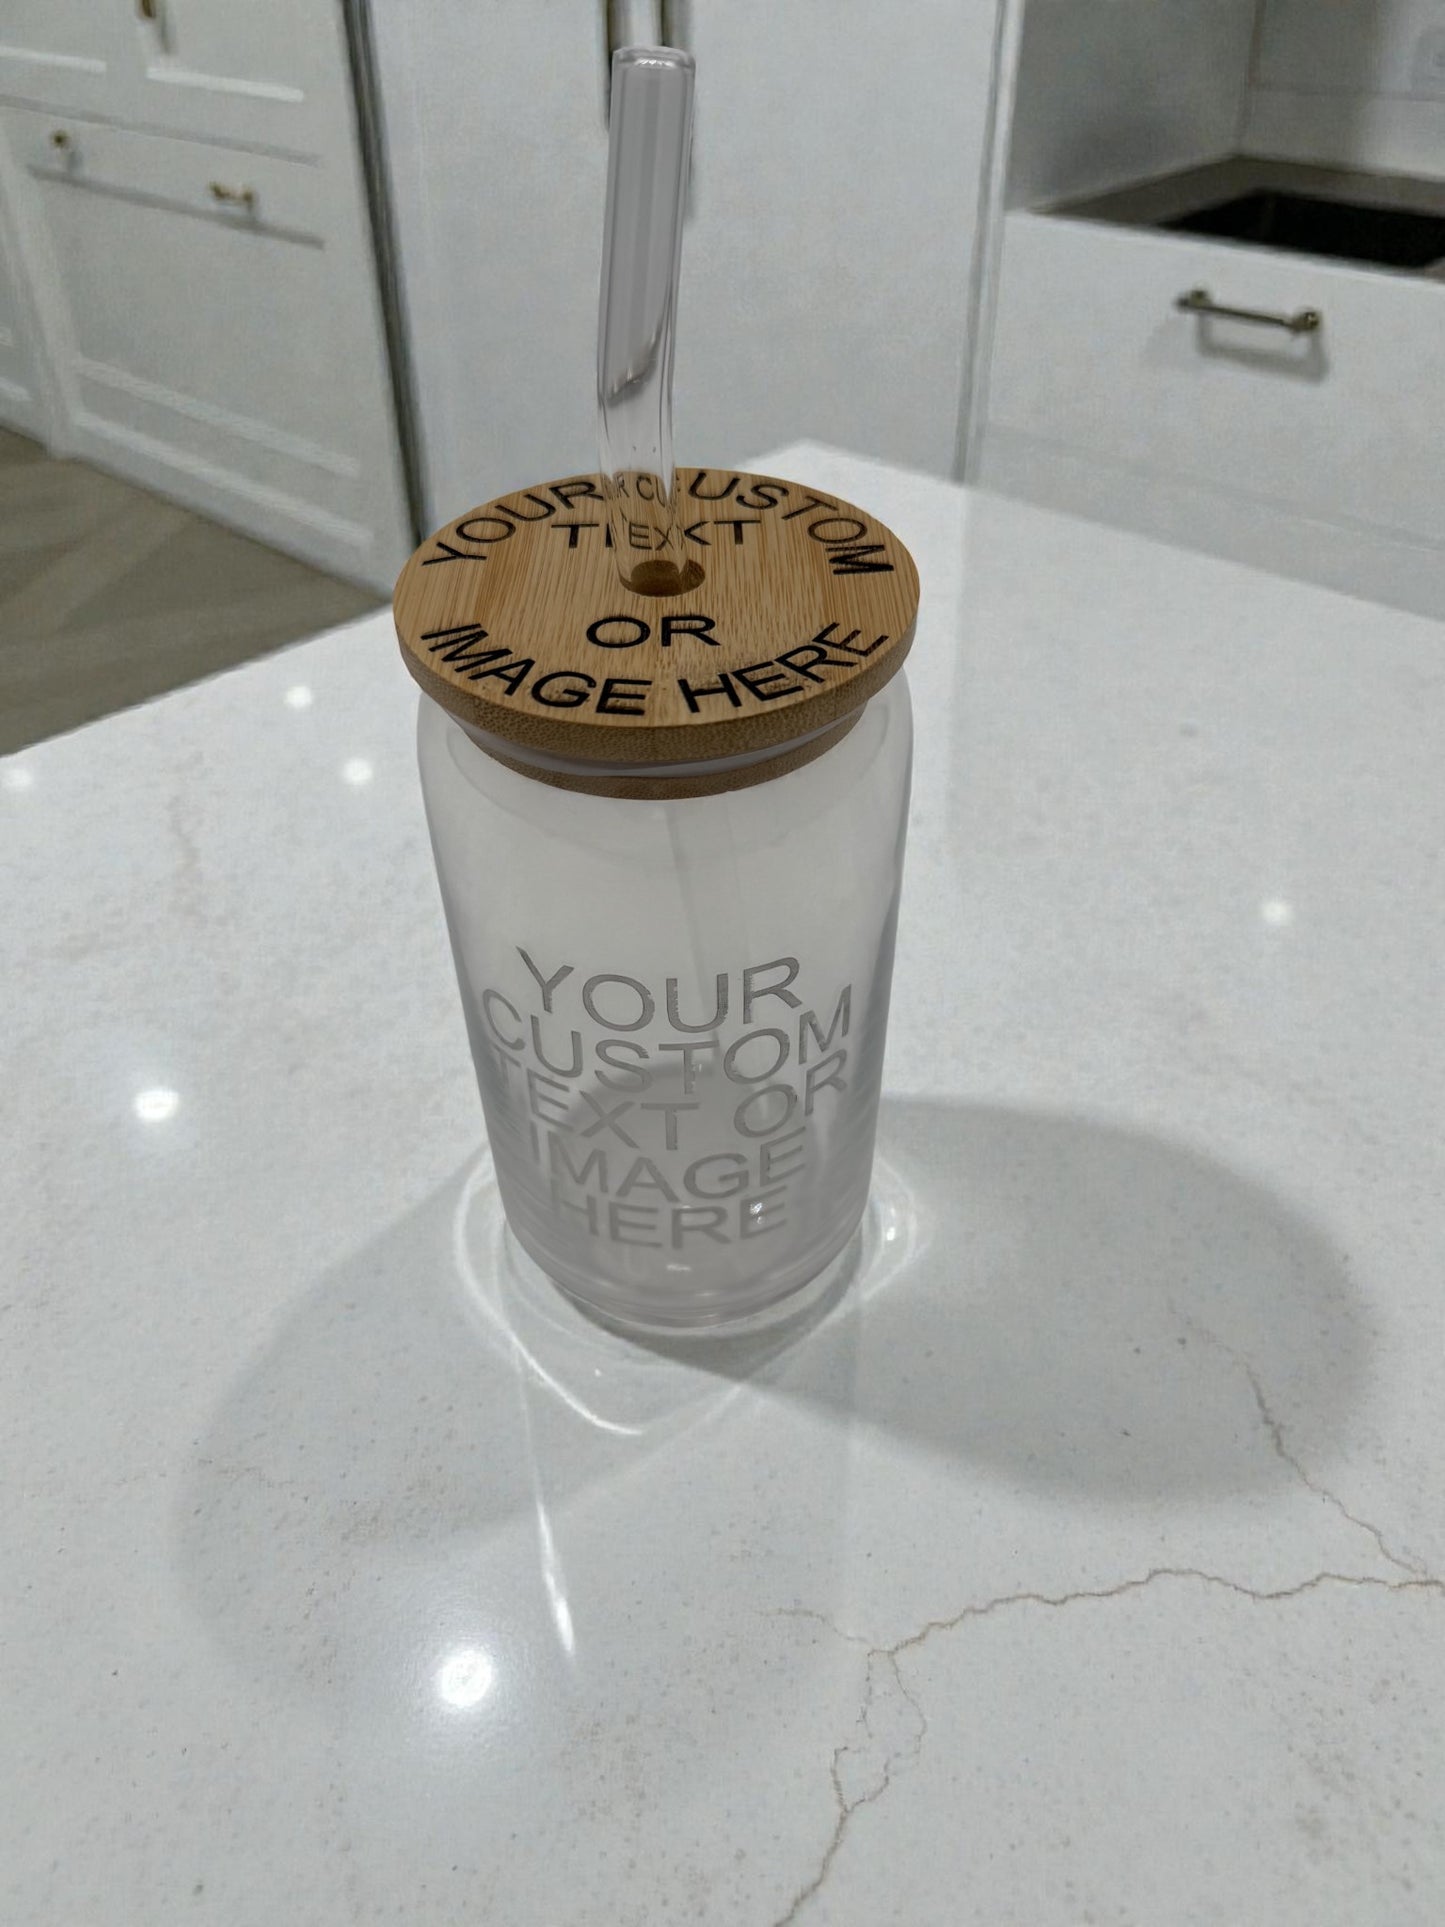 YOUR CUSTOM
TEXT
OR
IMAGE HERE
YOUR
CUSTOM
TEXT OR
IMAGE
HERE